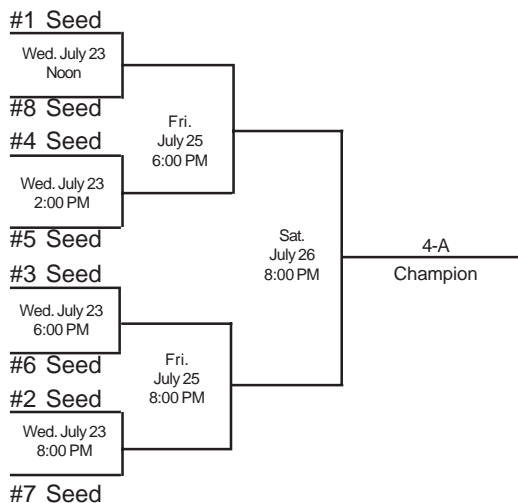 #1 Seed
Wed. July 23
Noon
#8 Seed
Fri.
July 25
6:00 PM
#4 Seed
Wed. July 23
2:00 PM
#5 Seed
Sat.
July 26
8:00 PM
4-A
Champion
#3 Seed
Wed. July 23
6:00 PM
#6 Seed
Fri.
July 25
8:00 PM
#2 Seed
Wed. July 23
8:00 PM
#7 Seed